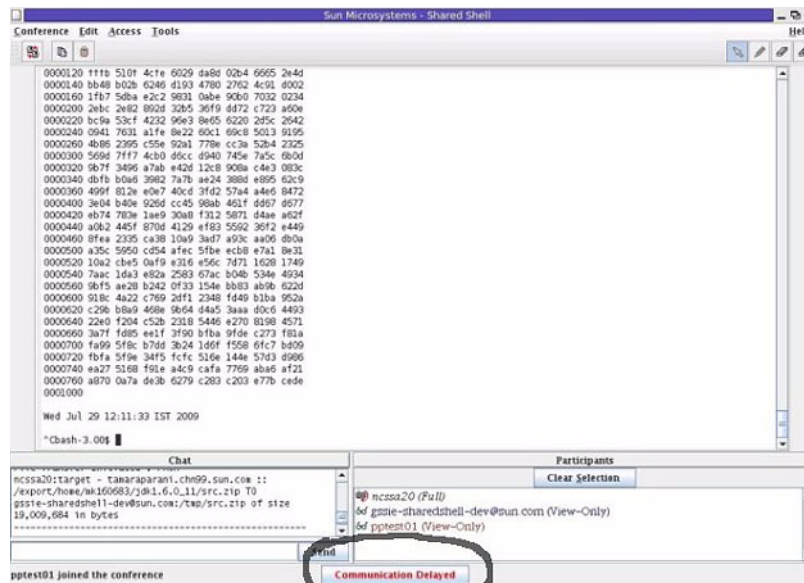 Sun Microsystems - Shared Shell
Conference Edit Access Tools Hel
0000120 fffb 510f 4cfe 6029 da8d 02b4 6665 2e4d
0000140 bb48 b02b 6246 d193 4780 2762 4c91 d002
0000160 1fb7 5dba e2c2 9831 0abe 90b0 7032 0234
0000200 2ebc 2e82 892d 32b5 36f9 dd72 c723 a60e
0000220 bc9a 53cf 4232 96e3 8e65 6220 2d5c 2642
0000240 0941 7631 a1fe 8e22 60c1 69c8 5013 9195
0000260 4b86 2395 c55e 92a1 778e cc3a 52b4 2325
0000300 569d 7ff7 4cb0 d6cc d940 745e 7a5c 6b0d
0000320 9b7f 3496 a7ab e42d 12c8 908a c4e3 083c
0000340 dbfb b0a6 3982 7a7b ae24 388d e895 62c9
0000360 499f 812e e0e7 40cd 3fd2 57a4 a4e6 8472
0000400 3e04 b40e 926d cc45 98ab 461f dd67 d677
0000420 eb74 783e 1ae9 30a8 f312 5871 d4ae a62f
0000440 a0b2 445f 870d 4129 ef83 5592 36f2 e449
0000460 8fea 2335 ca38 10a9 3ad7 a93c aa06 db0a
0000500 a35c 5950 cd54 afec 5fbe ecb8 e7a1 8e31
0000520 10a2 cbe5 0af9 e316 e56c 7d71 1628 1749
0000540 7aac 1da3 e82a 2583 67ac b04b 534e 4934
0000560 9bf5 ae28 b242 0f33 154e bb83 ab9b 622d
0000600 918c 4a22 c769 2df1 2348 fd49 b1ba 952a
0000620 c29b b8a9 468e 9b64 d4a5 3aaa d0c6 4493
0000640 22e0 f204 c52b 2318 5446 e270 8198 4571
0000660 3a7f fd85 ee1f 3f90 bfba 9fde c273 f81a
0000700 fa99 5f8c b7dd 3b24 1d6f f558 6fc7 bd09
0000720 fbfa 5f9e 34f5 fcfc 516e 144e 57d3 d986
0000740 ea27 5168 f91e a4c9 cafa 7769 aba6 af21
0000760 a870 0a7a de3b 6279 c283 c203 e77b cede
0001000
Wed Jul 29 12:11:33 IST 2009
^Cbash-3.00$
Chat
ncssa20:target - tamaraparani.chn99.sun.com ::
/export/home/mk160683/jdk1.6.0_11/src.zip TO
gssie-sharedshell-dev@sun.com:/tmp/src.zip of size
19,009,684 in bytes
Send
Participants
Clear Selection
ncssa20 (Full)
gssie-sharedshell-dev@sun.com (View-Only)
pptest01 (View-Only)
pptest01 joined the conference
Communication Delayed